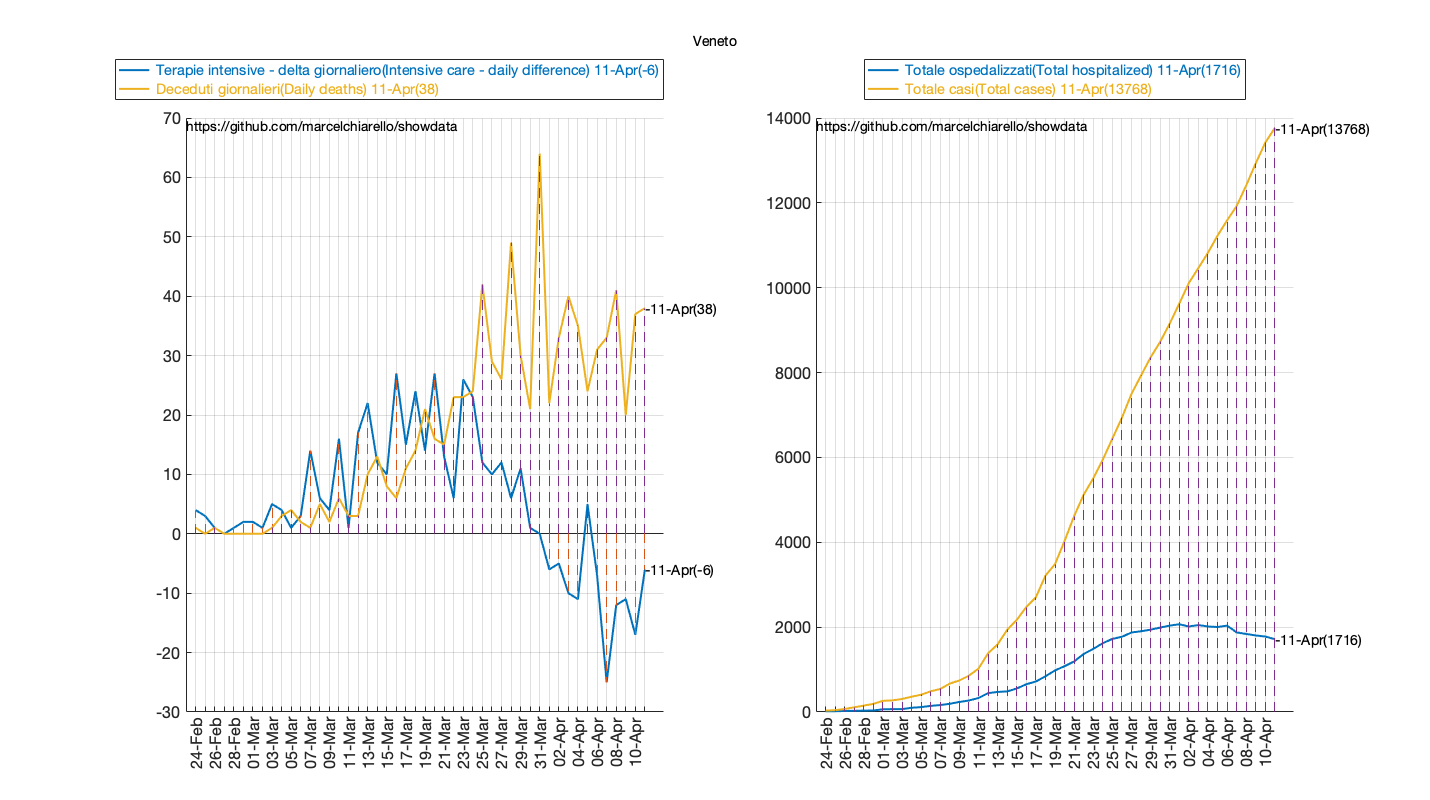 Veneto
Terapie intensive - delta giornaliero(Intensive care - daily difference) 11-Apr(-6)
Deceduti giornalieri(Daily deaths) 11-Apr(38)
https://github.com/marcelchiarello/showdata
70
60
50
40
30
20
10
0
-10
-20
-30
11-Apr(38)
11-Apr(-6)
24-Feb
26-Feb
28-Feb
01-Mar
03-Mar
05-Mar
07-Mar
09-Mar
11-Mar
13-Mar
15-Mar
17-Mar
19-Mar
21-Mar
23-Mar
25-Mar
27-Mar
29-Mar
31-Mar
02-Apr
04-Apr
06-Apr
08-Apr
10-Apr
Totale ospedalizzati(Total hospitalized) 11-Apr(1716)
Totale casi(Total cases) 11-Apr(13768)
https://github.com/marcelchiarello/showdata
14000
12000
10000
8000
6000
4000
2000
0
11-Apr(13768)
11-Apr(1716)
24-Feb
26-Feb
28-Feb
01-Mar
03-Mar
05-Mar
07-Mar
09-Mar
11-Mar
13-Mar
15-Mar
17-Mar
19-Mar
21-Mar
23-Mar
25-Mar
27-Mar
29-Mar
31-Mar
02-Apr
04-Apr
06-Apr
08-Apr
10-Apr